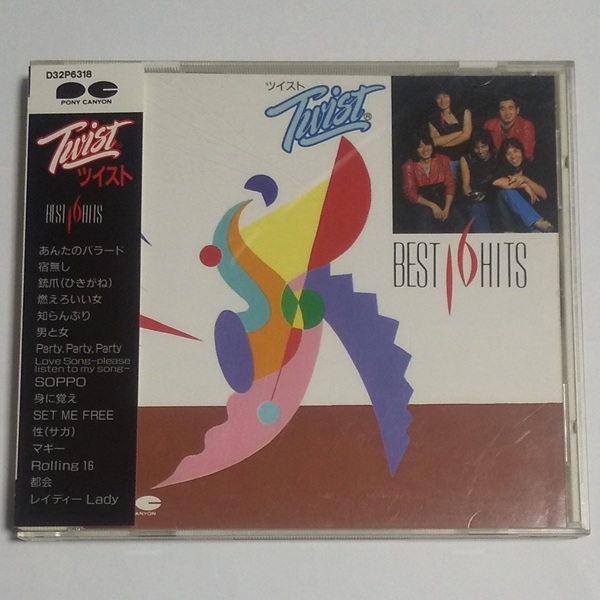 D32P6318
PONY CANYON
Twist
ツイスト
BEST 16 HITS
あんたのバラード
宿無し
銃爪(ひきがね)
燃えろいい女
知らんぷり
男と女
Party, Party, Party
Love Song-please
listen to my song-
SOPPO
身に覚え
SET ME FREE
性(サガ)
マギー
Rolling 16
都会
レイディー Lady
ツイスト
Twist®
BEST 16 HITS
CANYON